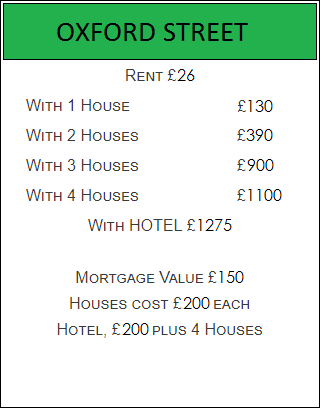 OXFORD STREET
Rent £26
With 1 House £130
With 2 Houses £390
With 3 Houses £900
With 4 Houses £1100
With HOTEL £1275
Mortgage Value £150
Houses cost £200 each
Hotel, £200 plus 4 Houses